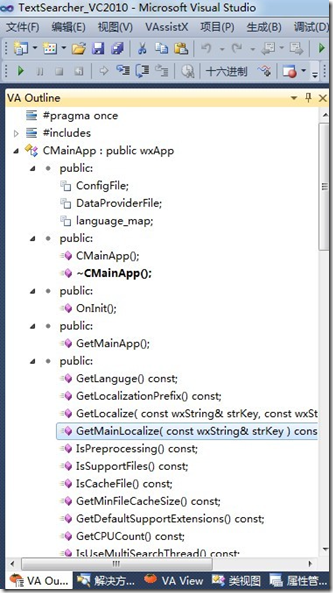 TextSearcher_VC2010 - Microsoft Visual Studio
文件(F) 编辑(E) 视图(V) VAssistX 项目(P) 生成(B) 调试(D)
十六进制
VA Outline
#pragma once
#includes
CMainApp : public wxApp
public:
ConfigFile;
DataProviderFile;
language_map;
public:
CMainApp();
~CMainApp();
public:
OnInit();
public:
GetMainApp();
public:
GetLanguge() const;
GetLocalizationPrefix() const;
GetLocalize( const wxString& strKey, const wxSt
GetMainLocalize( const wxString& strKey ) cons
IsPreprocessing() const;
IsSupportFiles() const;
IsCacheFile() const;
GetMinFileCacheSize() const;
GetDefaultSupportExtensions() const;
GetCPUCount() const;
IsUseMultiSearchThread() const;
VA Ou... 解决方... VA View 类视图 属性管...